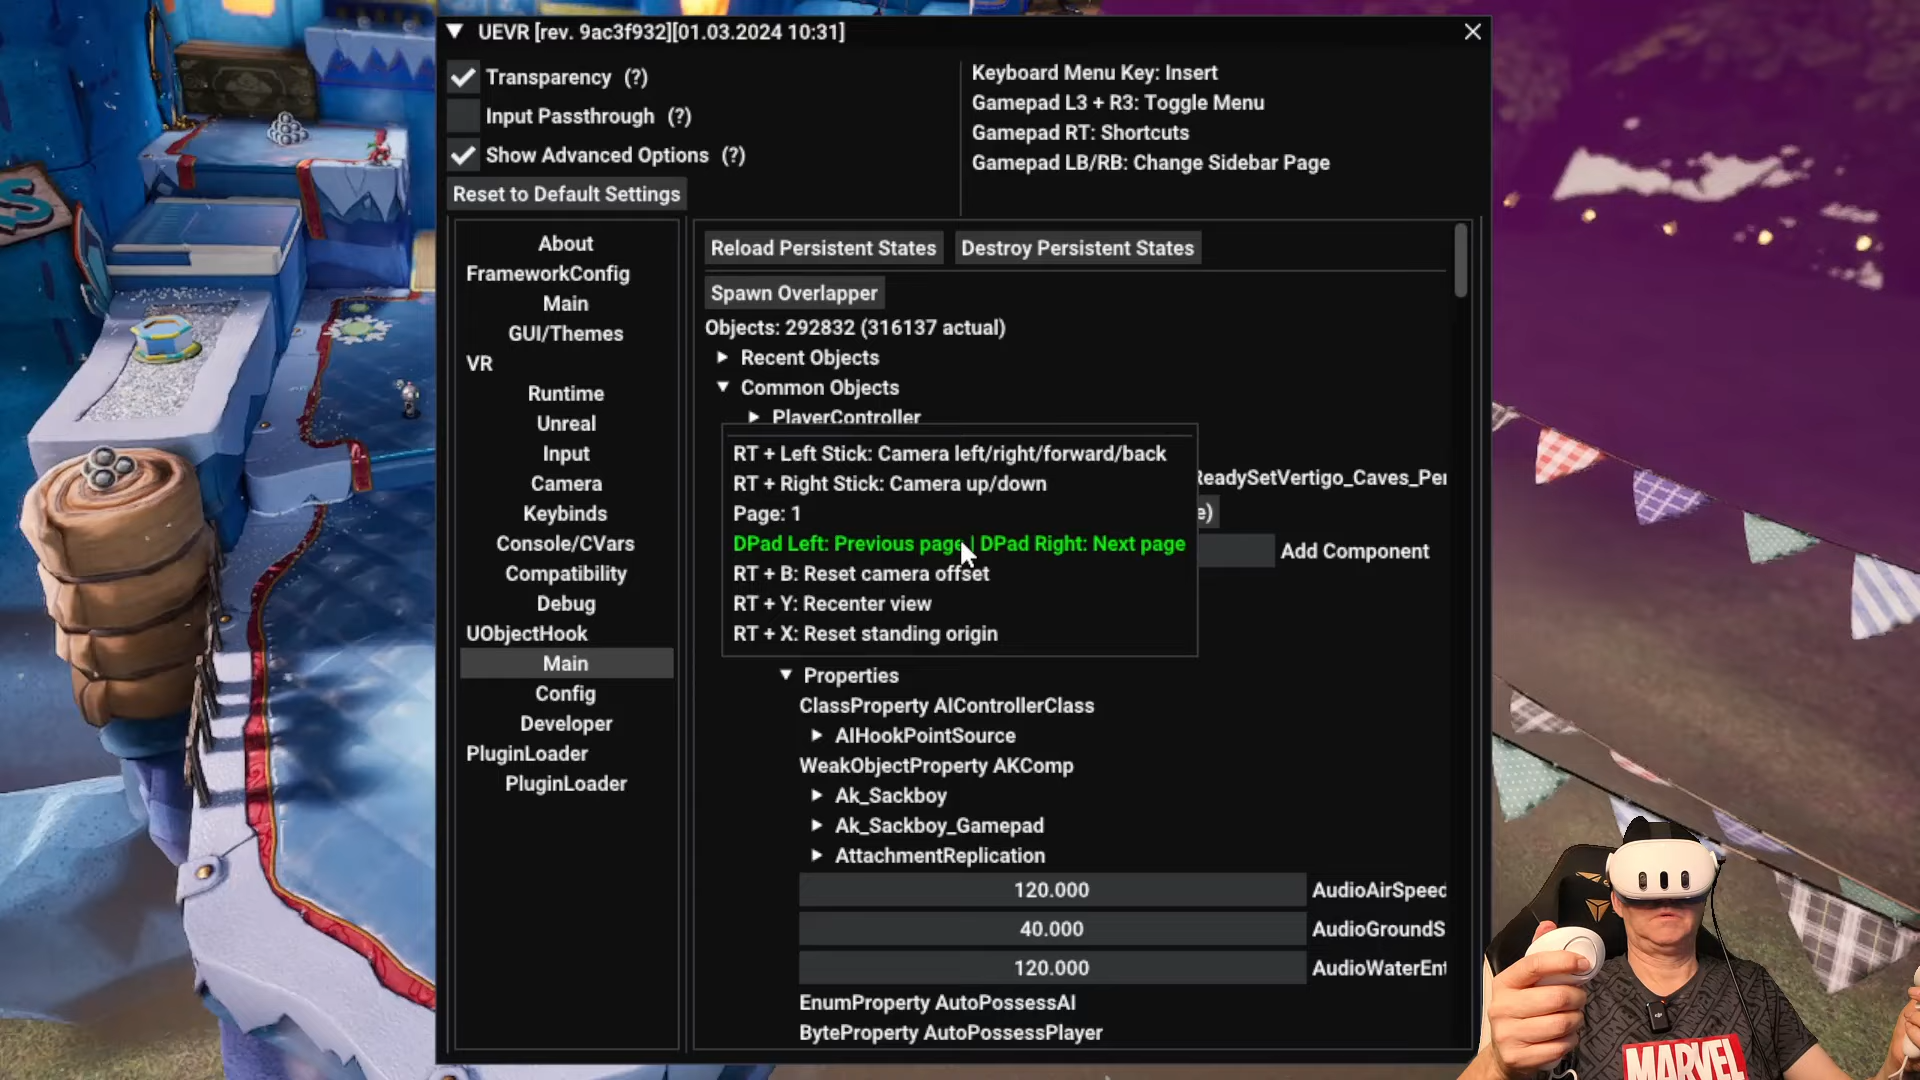 UEVR [rev. 9ac3f932][01.03.2024 10:31]
Transparency (?)
Input Passthrough (?)
Show Advanced Options (?)
Reset to Default Settings
Keyboard Menu Key: Insert
Gamepad L3 + R3: Toggle Menu
Gamepad RT: Shortcuts
Gamepad LB/RB: Change Sidebar Page
About
FrameworkConfig
Main
GUI/Themes
VR
Runtime
Unreal
Input
Camera
Keybinds
Console/CVars
Compatibility
Debug
UObjectHook
Main
Config
Developer
PluginLoader
PluginLoader
Reload Persistent States
Destroy Persistent States
Spawn Overlapper
Objects: 292832 (316137 actual)
Recent Objects
Common Objects
PlayerController
RT + Left Stick: Camera left/right/forward/back
RT + Right Stick: Camera up/down
Page: 1
DPad Left: Previous page | DPad Right: Next page
RT + B: Reset camera offset
RT + Y: Recenter view
RT + X: Reset standing origin
ReadySetVertigo_Caves_Per
e)
Add Component
Properties
ClassProperty AIControllerClass
AIHookPointSource
WeakObjectProperty AKComp
Ak_Sackboy
Ak_Sackboy_Gamepad
AttachmentReplication
120.000 AudioAirSpeed
40.000 AudioGroundS
120.000 AudioWaterEnt
EnumProperty AutoPossessAI
ByteProperty AutoPossessPlayer
MARVEL